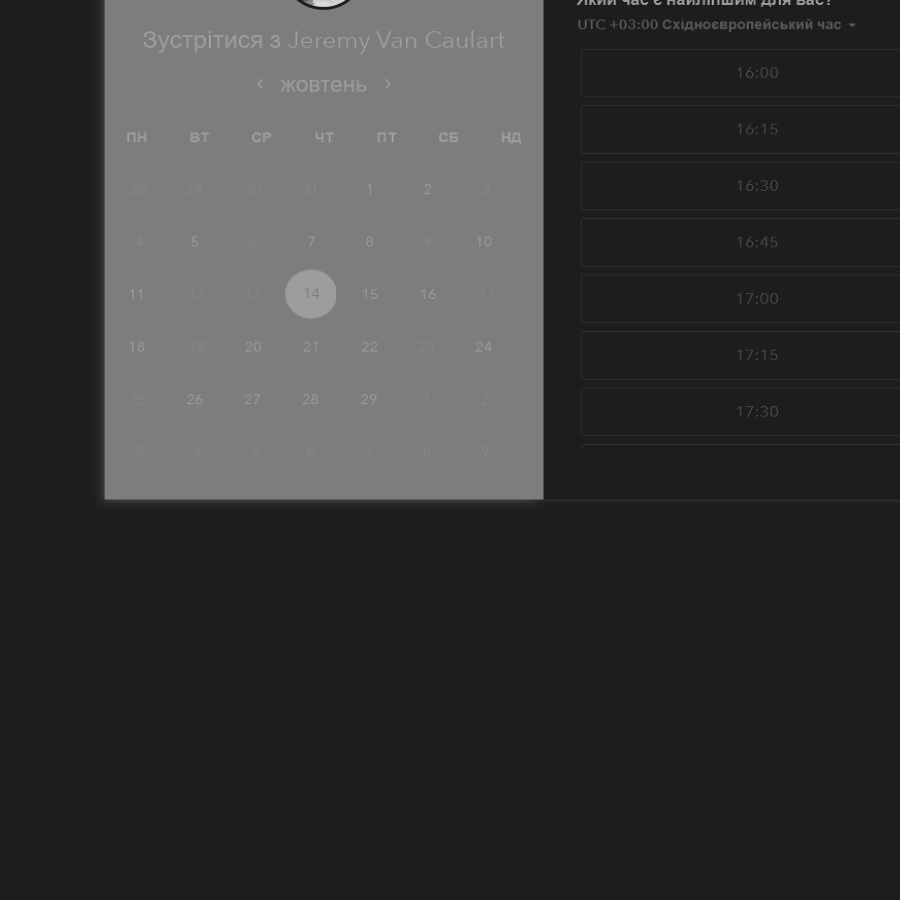 Зустрітися з Jeremy Van Caulart
жовтень
ПН ВТ СР ЧТ ПТ СБ НД
28 29 30 31 1 2 3
4 5 6 7 8 9 10
11 12 13 14 15 16 17
18 19 20 21 22 23 24
25 26 27 28 29 1 2
3 4 5 6 7 8 9
Який час є найліпшим для вас?
UTC +03:00 Східноєвропейський час
16:00
16:15
16:30
16:45
17:00
17:15
17:30